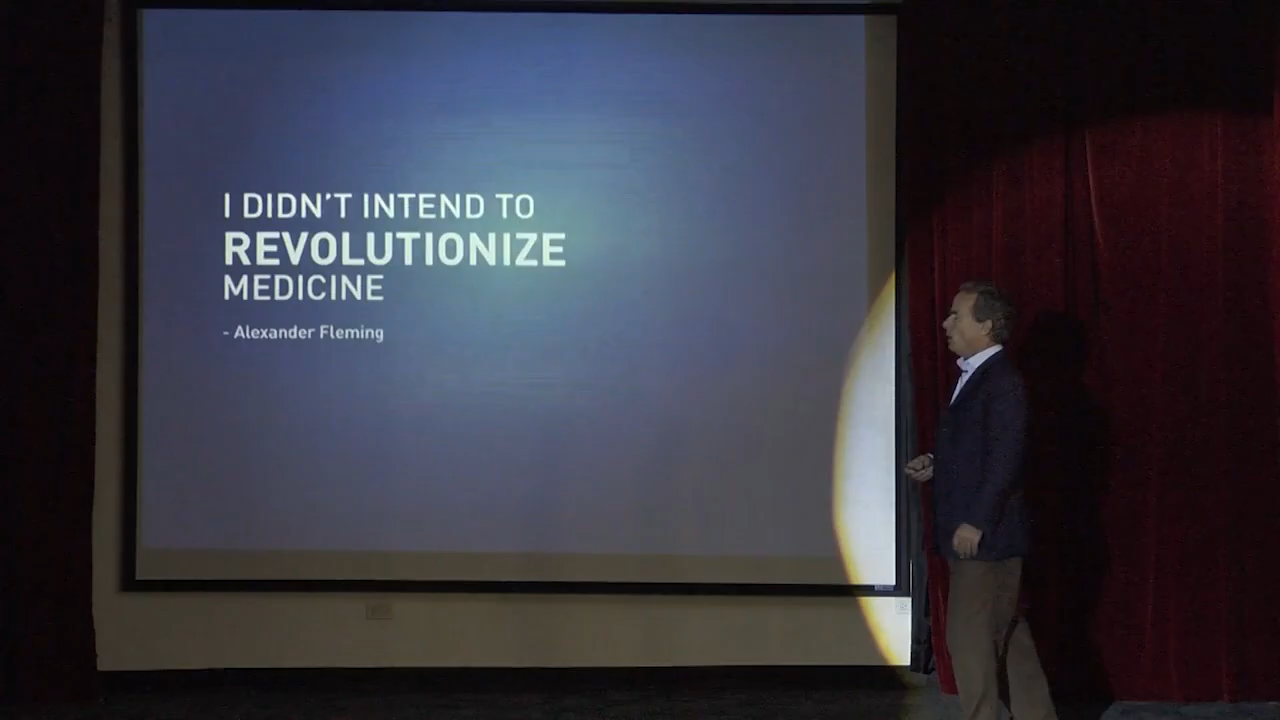 I DIDN'T INTEND TO
REVOLUTIONIZE
MEDICINE
- Alexander Fleming